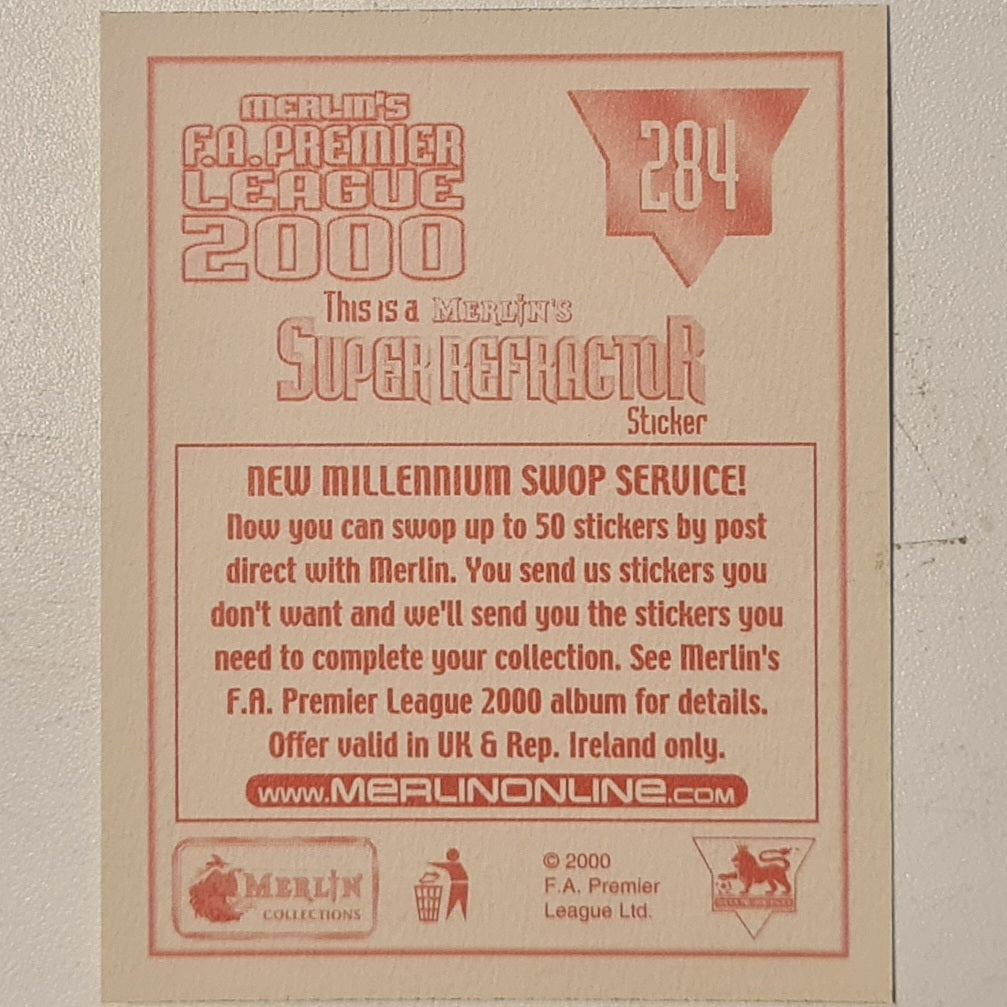 MERLIN'S
F.A. PREMIER
LEAGUE
2000
284
This is a MERLIN'S
SUPER REFRACTOR
Sticker
NEW MILLENNIUM SWOP SERVICE!
Now you can swop up to 50 stickers by post
direct with Merlin. You send us stickers you
don't want and we'll send you the stickers you
need to complete your collection. See Merlin's
F.A. Premier League 2000 album for details.
Offer valid in UK & Rep. Ireland only.
www.MERLINONLINE.COM
MERLIN
COLLECTIONS
© 2000
F.A. Premier
League Ltd.